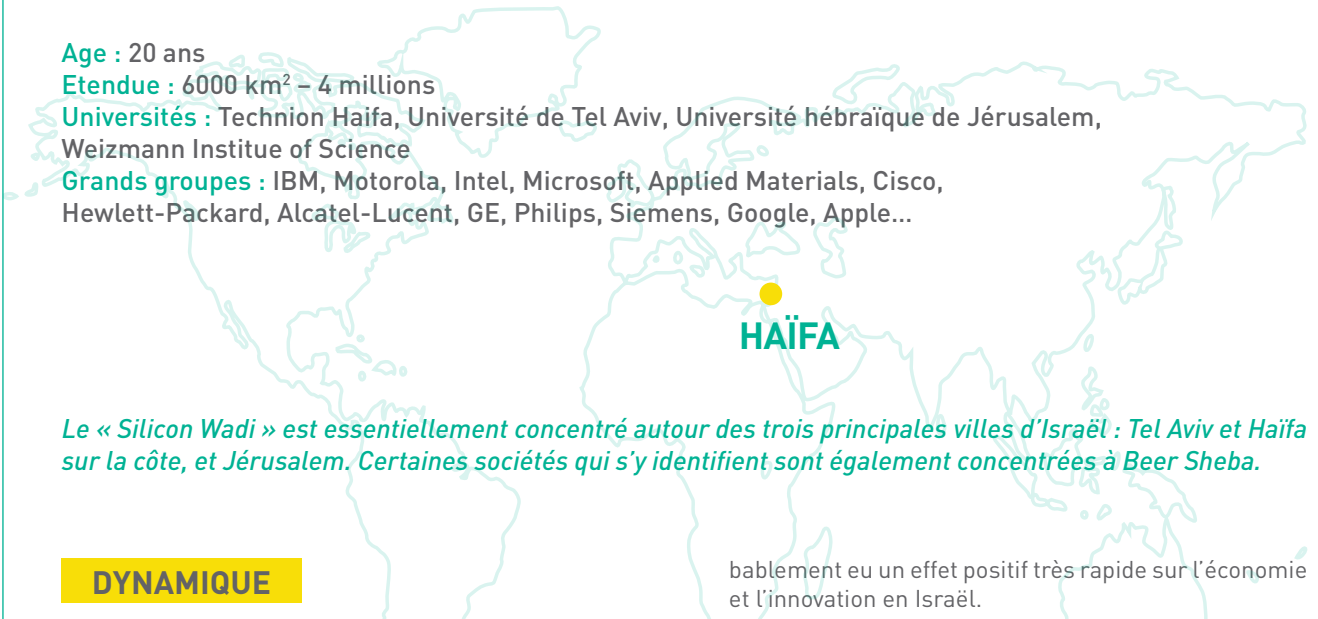 Age : 20 ans
Etendue : 6000 km² – 4 millions
Universités : Technion Haifa, Université de Tel Aviv, Université hébraïque de Jérusalem,
Weizmann Institue of Science
Grands groupes : IBM, Motorola, Intel, Microsoft, Applied Materials, Cisco,
Hewlett-Packard, Alcatel-Lucent, GE, Philips, Siemens, Google, Apple...
HAÏFA
Le « Silicon Wadi » est essentiellement concentré autour des trois principales villes d’Israël : Tel Aviv et Haïfa
sur la côte, et Jérusalem. Certaines sociétés qui s’y identifient sont également concentrées à Beer Sheba.
DYNAMIQUE
bablement eu un effet positif très rapide sur l’économie
et l’innovation en Israël.